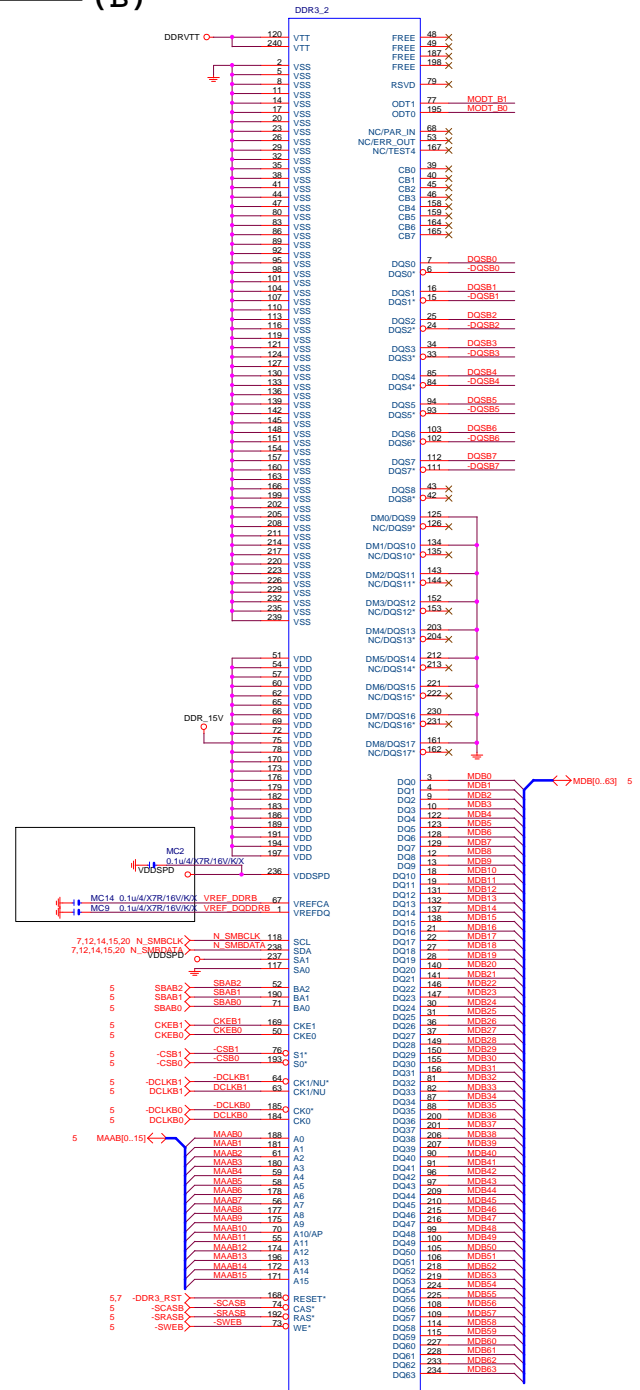 (B)
DDR3_2
DDRVTT 120 VTT
240 VTT
2 VSS
5 VSS
8 VSS
11 VSS
14 VSS
17 VSS
20 VSS
23 VSS
26 VSS
29 VSS
32 VSS
35 VSS
38 VSS
41 VSS
44 VSS
47 VSS
80 VSS
83 VSS
86 VSS
89 VSS
92 VSS
95 VSS
98 VSS
101 VSS
104 VSS
107 VSS
110 VSS
113 VSS
116 VSS
119 VSS
121 VSS
124 VSS
127 VSS
130 VSS
133 VSS
136 VSS
139 VSS
142 VSS
145 VSS
148 VSS
151 VSS
154 VSS
157 VSS
160 VSS
163 VSS
166 VSS
199 VSS
202 VSS
205 VSS
208 VSS
211 VSS
214 VSS
217 VSS
220 VSS
223 VSS
226 VSS
229 VSS
232 VSS
235 VSS
239 VSS
51 VDD
54 VDD
57 VDD
60 VDD
62 VDD
65 VDD
66 VDD
69 VDD
DDR_15V
72 VDD
75 VDD
78 VDD
170 VDD
173 VDD
176 VDD
179 VDD
182 VDD
183 VDD
186 VDD
189 VDD
191 VDD
194 VDD
197 VDD
MC2
0.1u/4/X7R/16V/K/X
VDDSPD 236 VDDSPD
MC14 0.1u/4/X7R/16V/K/X VREF_DDRB 67 VREFCA
MC9 0.1u/4/X7R/16V/K/X VREF_DQDDRB 1 VREFDQ
7,12,14,15,20 N_SMBCLK N_SMBCLK 118 SCL
7,12,14,15,20 N_SMBDATA N_SMBDATA 238 SDA
VDDSPD 237 SA1
117 SA0
5 SBAB2 SBAB2 52 BA2
5 SBAB1 SBAB1 190 BA1
5 SBAB0 SBAB0 71 BA0
5 CKEB1 CKEB1 169 CKE1
5 CKEB0 CKEB0 50 CKE0
5 -CSB1 -CSB1 76 S1*
5 -CSB0 -CSB0 193 S0*
5 -DCLKB1 -DCLKB1 64 CK1/NU*
5 DCLKB1 DCLKB1 63 CK1/NU
5 -DCLKB0 -DCLKB0 185 CK0*
5 DCLKB0 DCLKB0 184 CK0
5 MAAB[0..15]
MAAB0 188 A0
MAAB1 181 A1
MAAB2 61 A2
MAAB3 180 A3
MAAB4 59 A4
MAAB5 58 A5
MAAB6 178 A6
MAAB7 56 A7
MAAB8 177 A8
MAAB9 175 A9
MAAB10 70 A10/AP
MAAB11 55 A11
MAAB12 174 A12
MAAB13 196 A13
MAAB14 172 A14
MAAB15 171 A15
5,7 -DDR3_RST 168 RESET*
5 -SCASB -SCASB 74 CAS*
5 -SRASB -SRASB 192 RAS*
5 -SWEB -SWEB 73 WE*
FREE 48
FREE 49
FREE 187
FREE 198
RSVD 79
ODT1 77 MODT_B1
ODT0 195 MODT_B0
NC/PAR_IN 68
NC/ERR_OUT 53
NC/TEST4 167
CB0 39
CB1 40
CB2 45
CB3 46
CB4 158
CB5 159
CB6 164
CB7 165
DQS0 7 DQSB0
DQS0* 6 -DQSB0
DQS1 16 DQSB1
DQS1* 15 -DQSB1
DQS2 25 DQSB2
DQS2* 24 -DQSB2
DQS3 34 DQSB3
DQS3* 33 -DQSB3
DQS4 85 DQSB4
DQS4* 84 -DQSB4
DQS5 94 DQSB5
DQS5* 93 -DQSB5
DQS6 103 DQSB6
DQS6* 102 -DQSB6
DQS7 112 DQSB7
DQS7* 111 -DQSB7
DQS8 43
DQS8* 42
DM0/DQS9 125
NC/DQS9* 126
DM1/DQS10 134
NC/DQS10* 135
DM2/DQS11 143
NC/DQS11* 144
DM3/DQS12 152
NC/DQS12* 153
DM4/DQS13 203
NC/DQS13* 204
DM5/DQS14 212
NC/DQS14* 213
DM6/DQS15 221
NC/DQS15* 222
DM7/DQS16 230
NC/DQS16* 231
DM8/DQS17 161
NC/DQS17* 162
MDB[0..63] 5
DQ0 3 MDB0
DQ1 4 MDB1
DQ2 9 MDB2
DQ3 10 MDB3
DQ4 122 MDB4
DQ5 123 MDB5
DQ6 128 MDB6
DQ7 129 MDB7
DQ8 12 MDB8
DQ9 13 MDB9
DQ10 18 MDB10
DQ11 19 MDB11
DQ12 131 MDB12
DQ13 132 MDB13
DQ14 137 MDB14
DQ15 138 MDB15
DQ16 21 MDB16
DQ17 22 MDB17
DQ18 27 MDB18
DQ19 28 MDB19
DQ20 140 MDB20
DQ21 141 MDB21
DQ22 146 MDB22
DQ23 147 MDB23
DQ24 30 MDB24
DQ25 31 MDB25
DQ26 36 MDB26
DQ27 37 MDB27
DQ28 149 MDB28
DQ29 150 MDB29
DQ30 155 MDB30
DQ31 156 MDB31
DQ32 81 MDB32
DQ33 82 MDB33
DQ34 87 MDB34
DQ35 88 MDB35
DQ36 200 MDB36
DQ37 201 MDB37
DQ38 206 MDB38
DQ39 207 MDB39
DQ40 90 MDB40
DQ41 91 MDB41
DQ42 96 MDB42
DQ43 97 MDB43
DQ44 209 MDB44
DQ45 210 MDB45
DQ46 215 MDB46
DQ47 216 MDB47
DQ48 99 MDB48
DQ49 100 MDB49
DQ50 105 MDB50
DQ51 106 MDB51
DQ52 218 MDB52
DQ53 219 MDB53
DQ54 224 MDB54
DQ55 225 MDB55
DQ56 108 MDB56
DQ57 109 MDB57
DQ58 114 MDB58
DQ59 115 MDB59
DQ60 227 MDB60
DQ61 228 MDB61
DQ62 233 MDB62
DQ63 234 MDB63